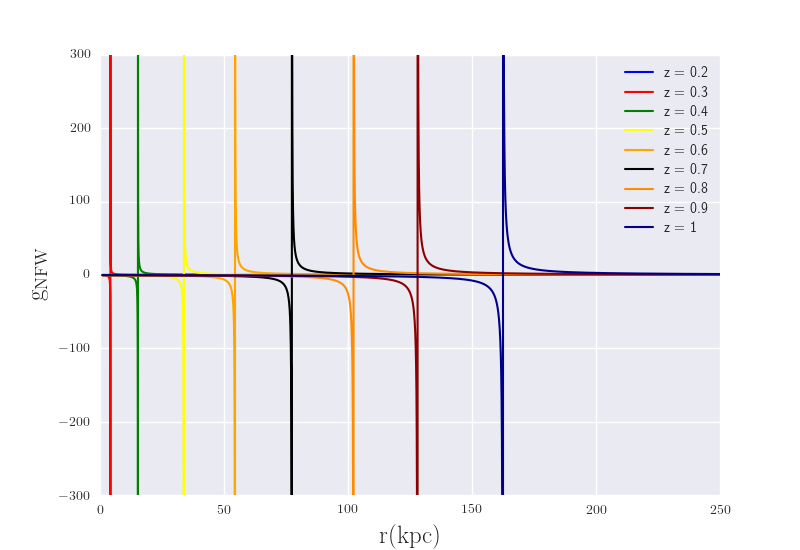 300
200
100
0
−100
−200
−300
g_NFW
0
50
100
150
200
250
r(kpc)
z = 0.2
z = 0.3
z = 0.4
z = 0.5
z = 0.6
z = 0.7
z = 0.8
z = 0.9
z = 1